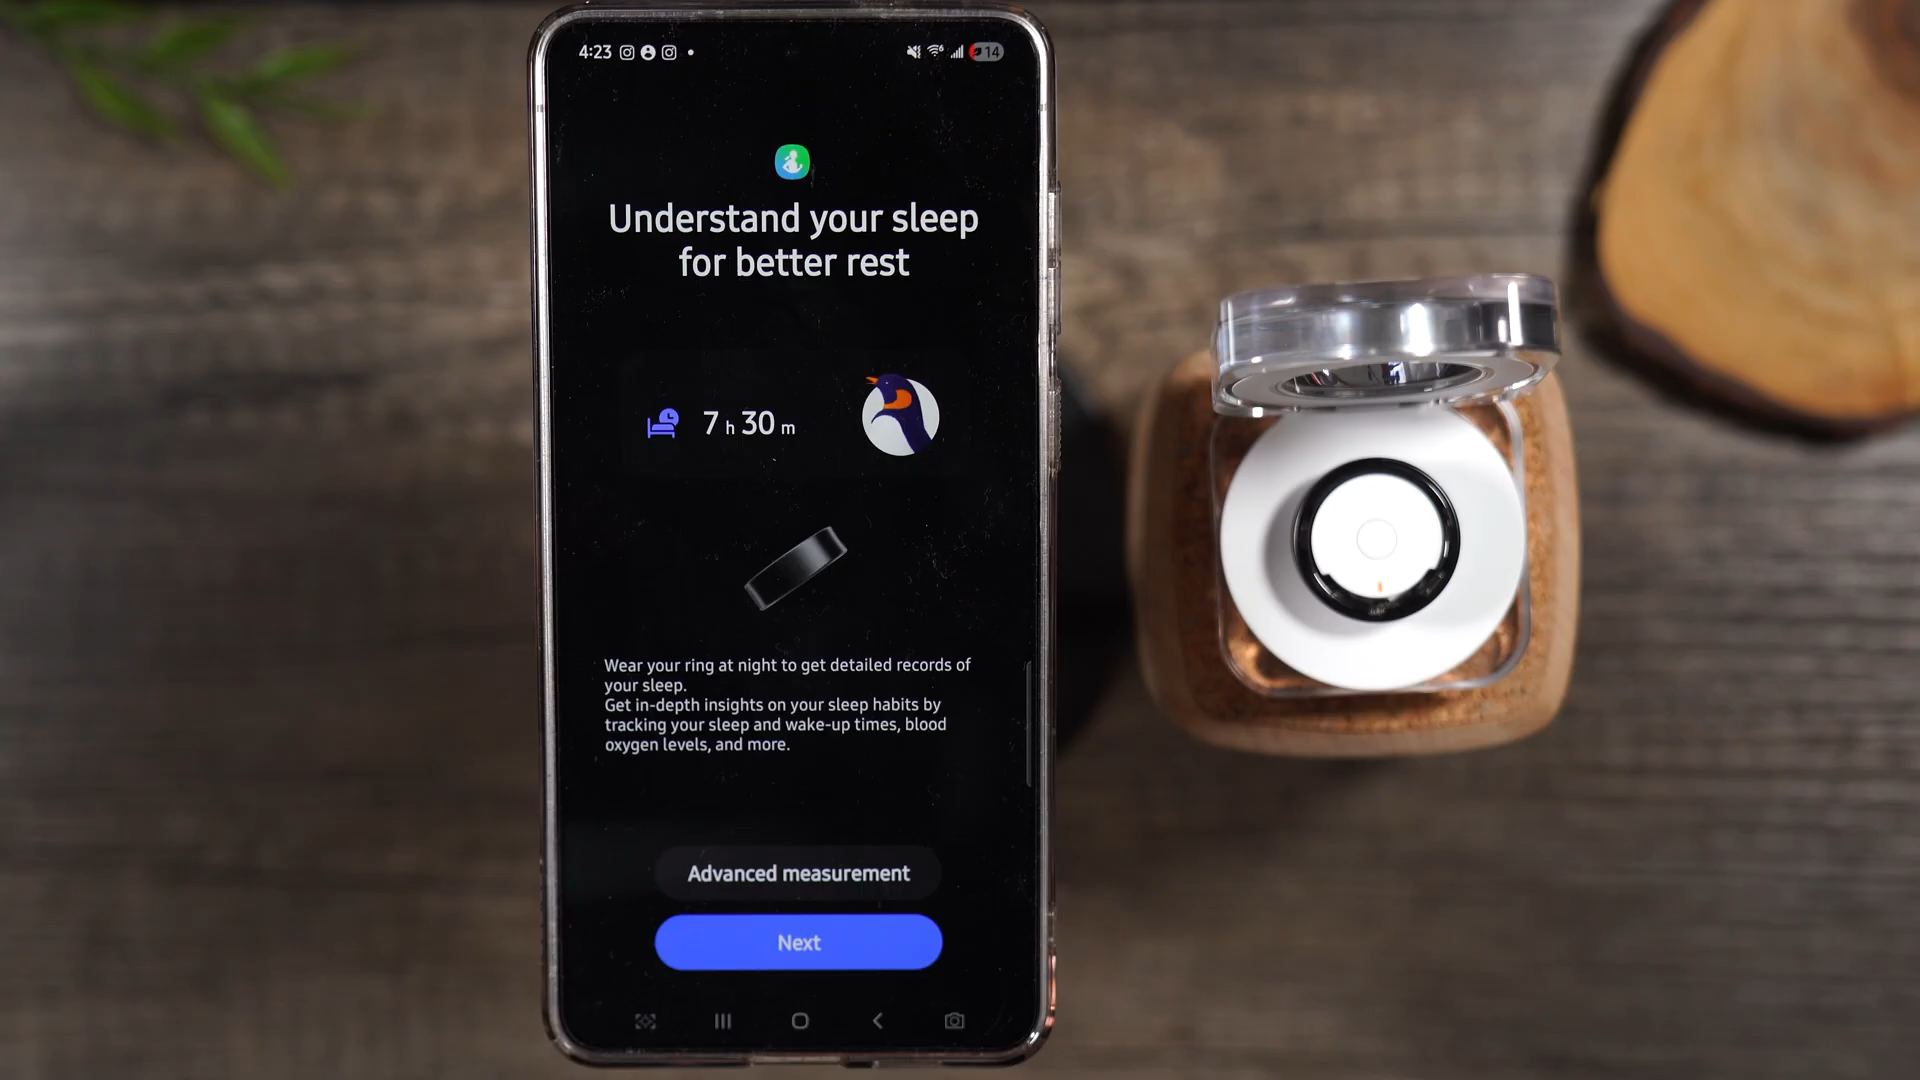 4:23
14
Understand your sleep
for better rest
7 h 30 m
Wear your ring at night to get detailed records of
your sleep.
Get in-depth insights on your sleep habits by
tracking your sleep and wake-up times, blood
oxygen levels, and more.
Advanced measurement
Next